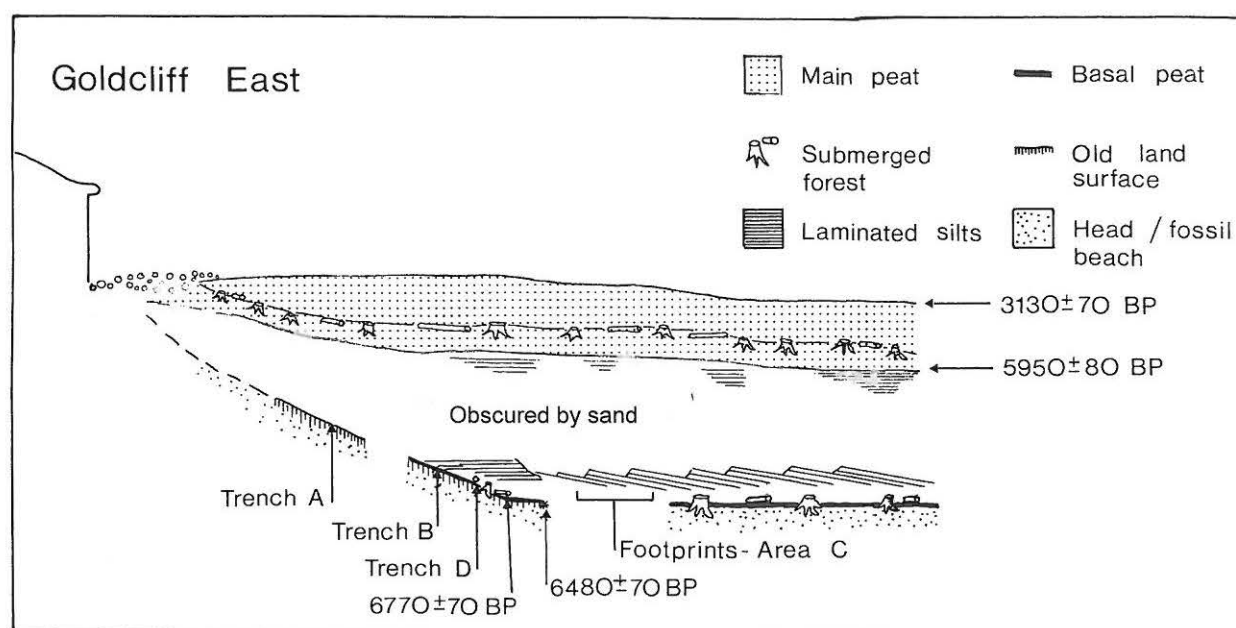 Goldcliff East
Main peat
Basal peat
Submerged
forest
Old land
surface
Laminated silts
Head / fossil
beach
3130±70 BP
5950±80 BP
Obscured by sand
Trench A
Trench B
Trench D
Footprints - Area C
6770±70 BP
6480±70 BP